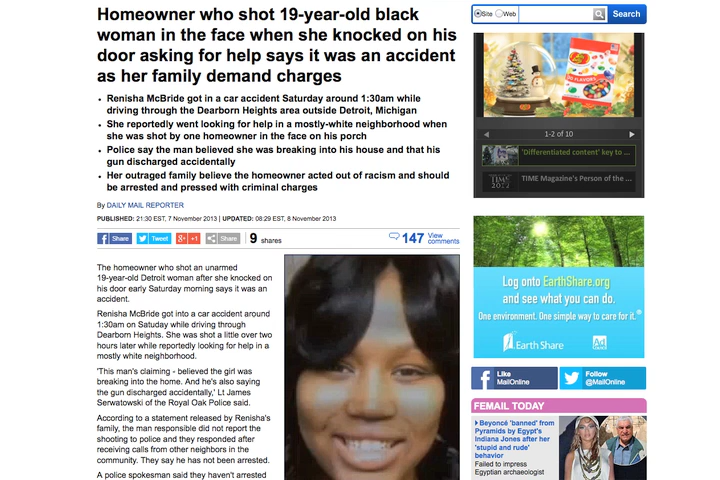 Homeowner who shot 19-year-old black
woman in the face when she knocked on his
door asking for help says it was an accident
as her family demand charges
• Renisha McBride got in a car accident Saturday around 1:30am while
driving through the Dearborn Heights area outside Detroit, Michigan
• She reportedly went looking for help in a mostly-white neighborhood when
she was shot by one homeowner in the face on his porch
• Police say the man believed she was breaking into his house and that his
gun discharged accidentally
• Her outraged family believe the homeowner acted out of racism and should
be arrested and pressed with criminal charges
By DAILY MAIL REPORTER
PUBLISHED: 21:30 EST, 7 November 2013 | UPDATED: 08:29 EST, 8 November 2013
Share Tweet +1 Share 9 shares 147 View comments
The homeowner who shot an unarmed
19-year-old Detroit woman after she knocked on
his door early Saturday morning says it was an
accident.
Renisha McBride got into a car accident around
1:30am on Satuday while driving through
Dearborn Heights. She was shot a little over two
hours later while reportedly looking for help in a
mostly white neighborhood.
'This man's claiming - believed the girl was
breaking into the home. And he's also saying
the gun discharged accidentally,' Lt James
Serwatowski of the Royal Oak Police said.
According to a statement released by Renisha's
family, the man responsible did not report the
shooting to police and they responded after
receiving calls from other neighbors in the
community. They say he has not been arrested.
A police spokesman said they haven't arrested
Site Web Search
Jelly Belly
FLAVORS
1-2 of 10
'Differentiated content' key to ...
TIME Magazine's Person of the ...
TIME
Log onto EarthShare.org
and see what you can do.
One environment. One simple way to care for it.®
Earth Share
Ad
Like
MailOnline
Follow
@MailOnline
FEMAIL TODAY
Beyoncé 'banned' from
Pyramids by Egypt's
Indiana Jones after her
'stupid and rude'
behavior
Failed to impress
Egyptian archaeologist